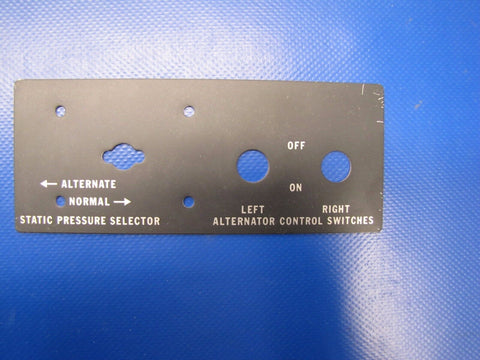 OFF
← ALTERNATE
ON
NORMAL →
LEFT RIGHT
STATIC PRESSURE SELECTOR
ALTERNATOR CONTROL SWITCHES